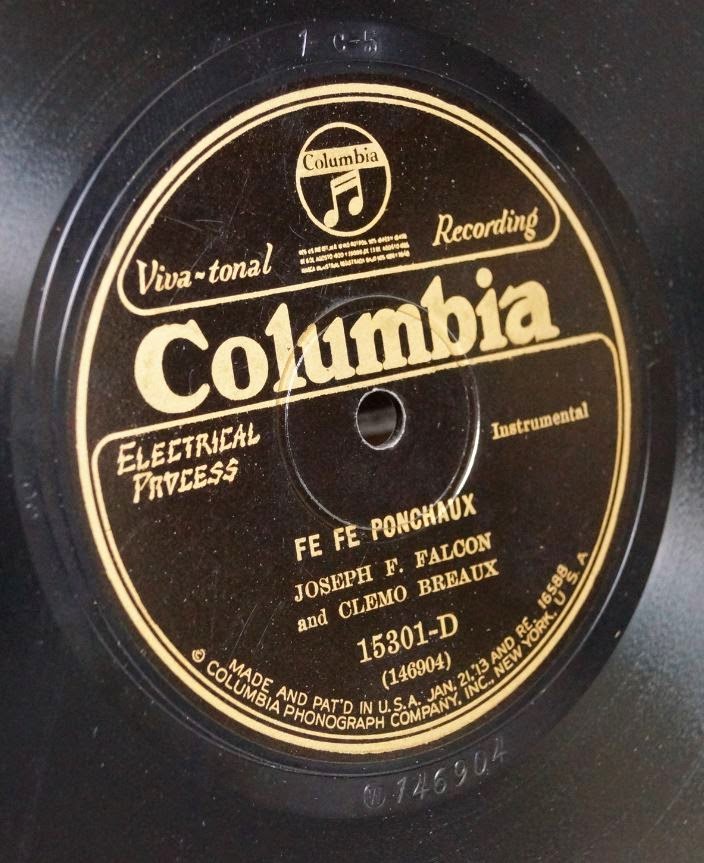 1-C-5
Columbia
Viva-tonal
Recording
Columbia
ELECTRICAL
PROCESS
Instrumental
FE FE PONCHAUX
JOSEPH F. FALCON
and CLEMO BREAUX
15301-D
(146904)
MADE AND PAT'D IN U.S.A. JAN. 21,'13 AND RE. 16588
© COLUMBIA PHONOGRAPH COMPANY, INC., NEW YORK, U.S.A
W 146904